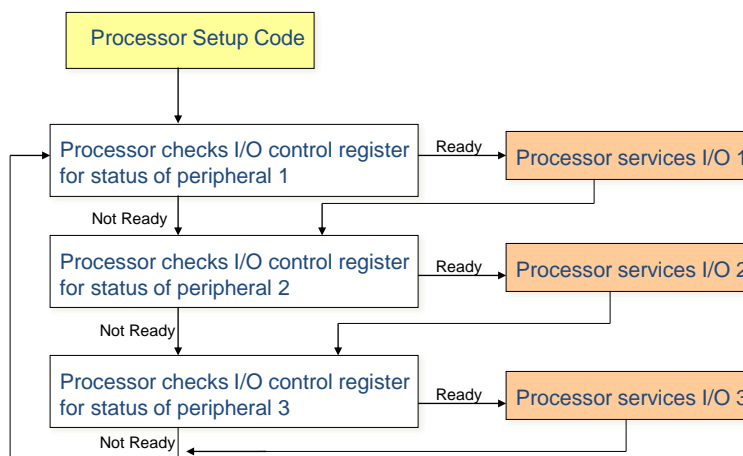 Processor Setup Code
Processor checks I/O control register
for status of peripheral 1
Ready
Processor services I/O 1
Not Ready
Processor checks I/O control register
for status of peripheral 2
Ready
Processor services I/O 2
Not Ready
Processor checks I/O control register
for status of peripheral 3
Ready
Processor services I/O 3
Not Ready